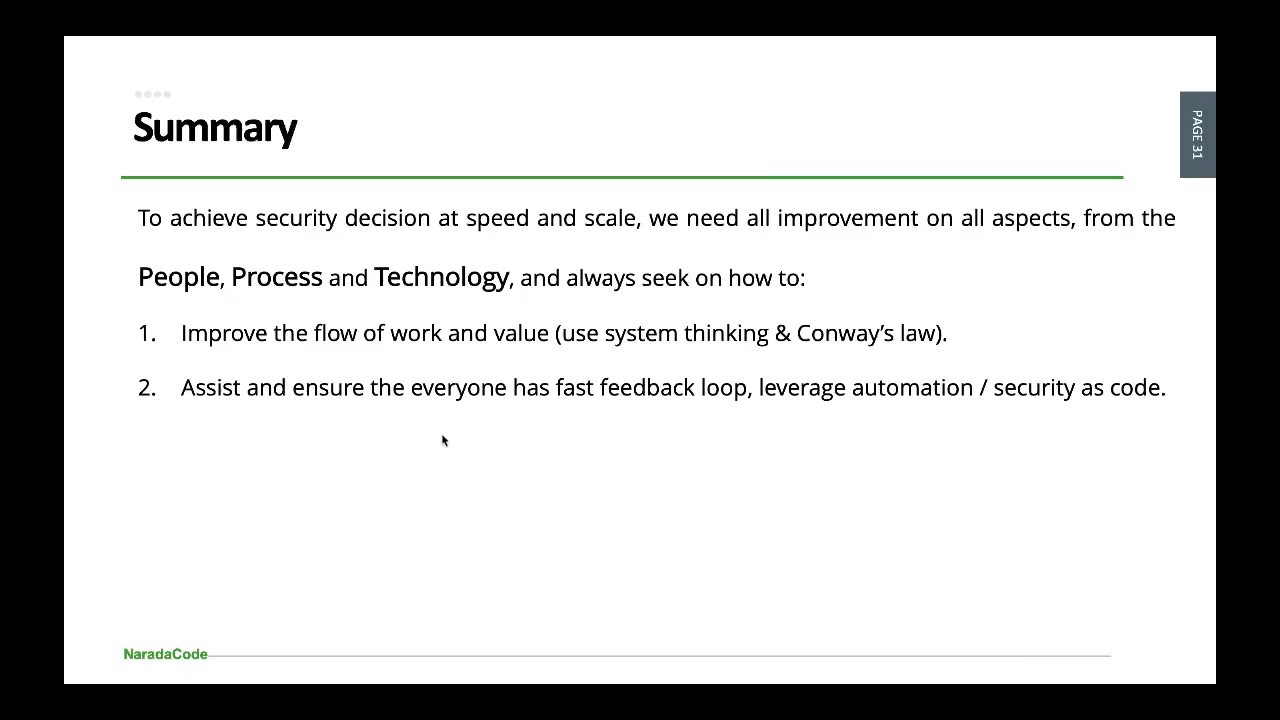 Summary
PAGE 31
To achieve security decision at speed and scale, we need all improvement on all aspects, from the
People, Process and Technology, and always seek on how to:
1. Improve the flow of work and value (use system thinking & Conway’s law).
2. Assist and ensure the everyone has fast feedback loop, leverage automation / security as code.
NaradaCode